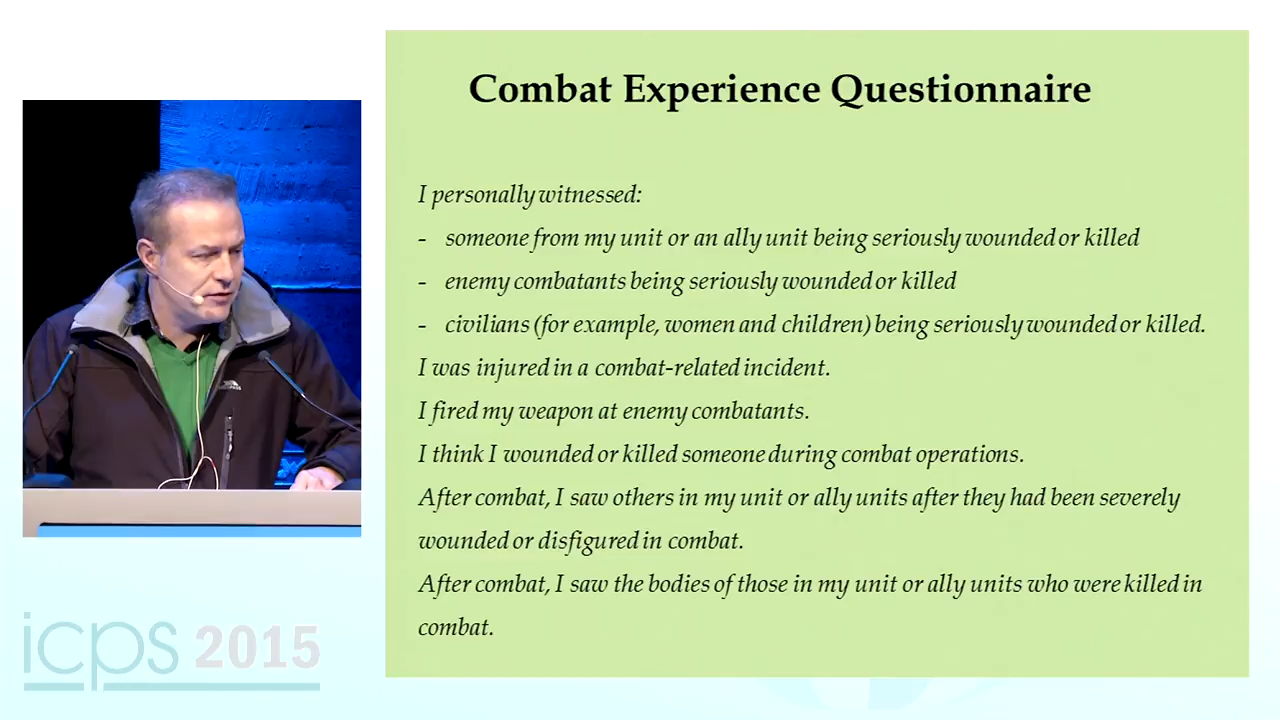 Combat Experience Questionnaire
I personally witnessed:
- someone from my unit or an ally unit being seriously wounded or killed
- enemy combatants being seriously wounded or killed
- civilians (for example, women and children) being seriously wounded or killed.
I was injured in a combat-related incident.
I fired my weapon at enemy combatants.
I think I wounded or killed someone during combat operations.
After combat, I saw others in my unit or ally units after they had been severely
wounded or disfigured in combat.
After combat, I saw the bodies of those in my unit or ally units who were killed in
combat.
icps 2015